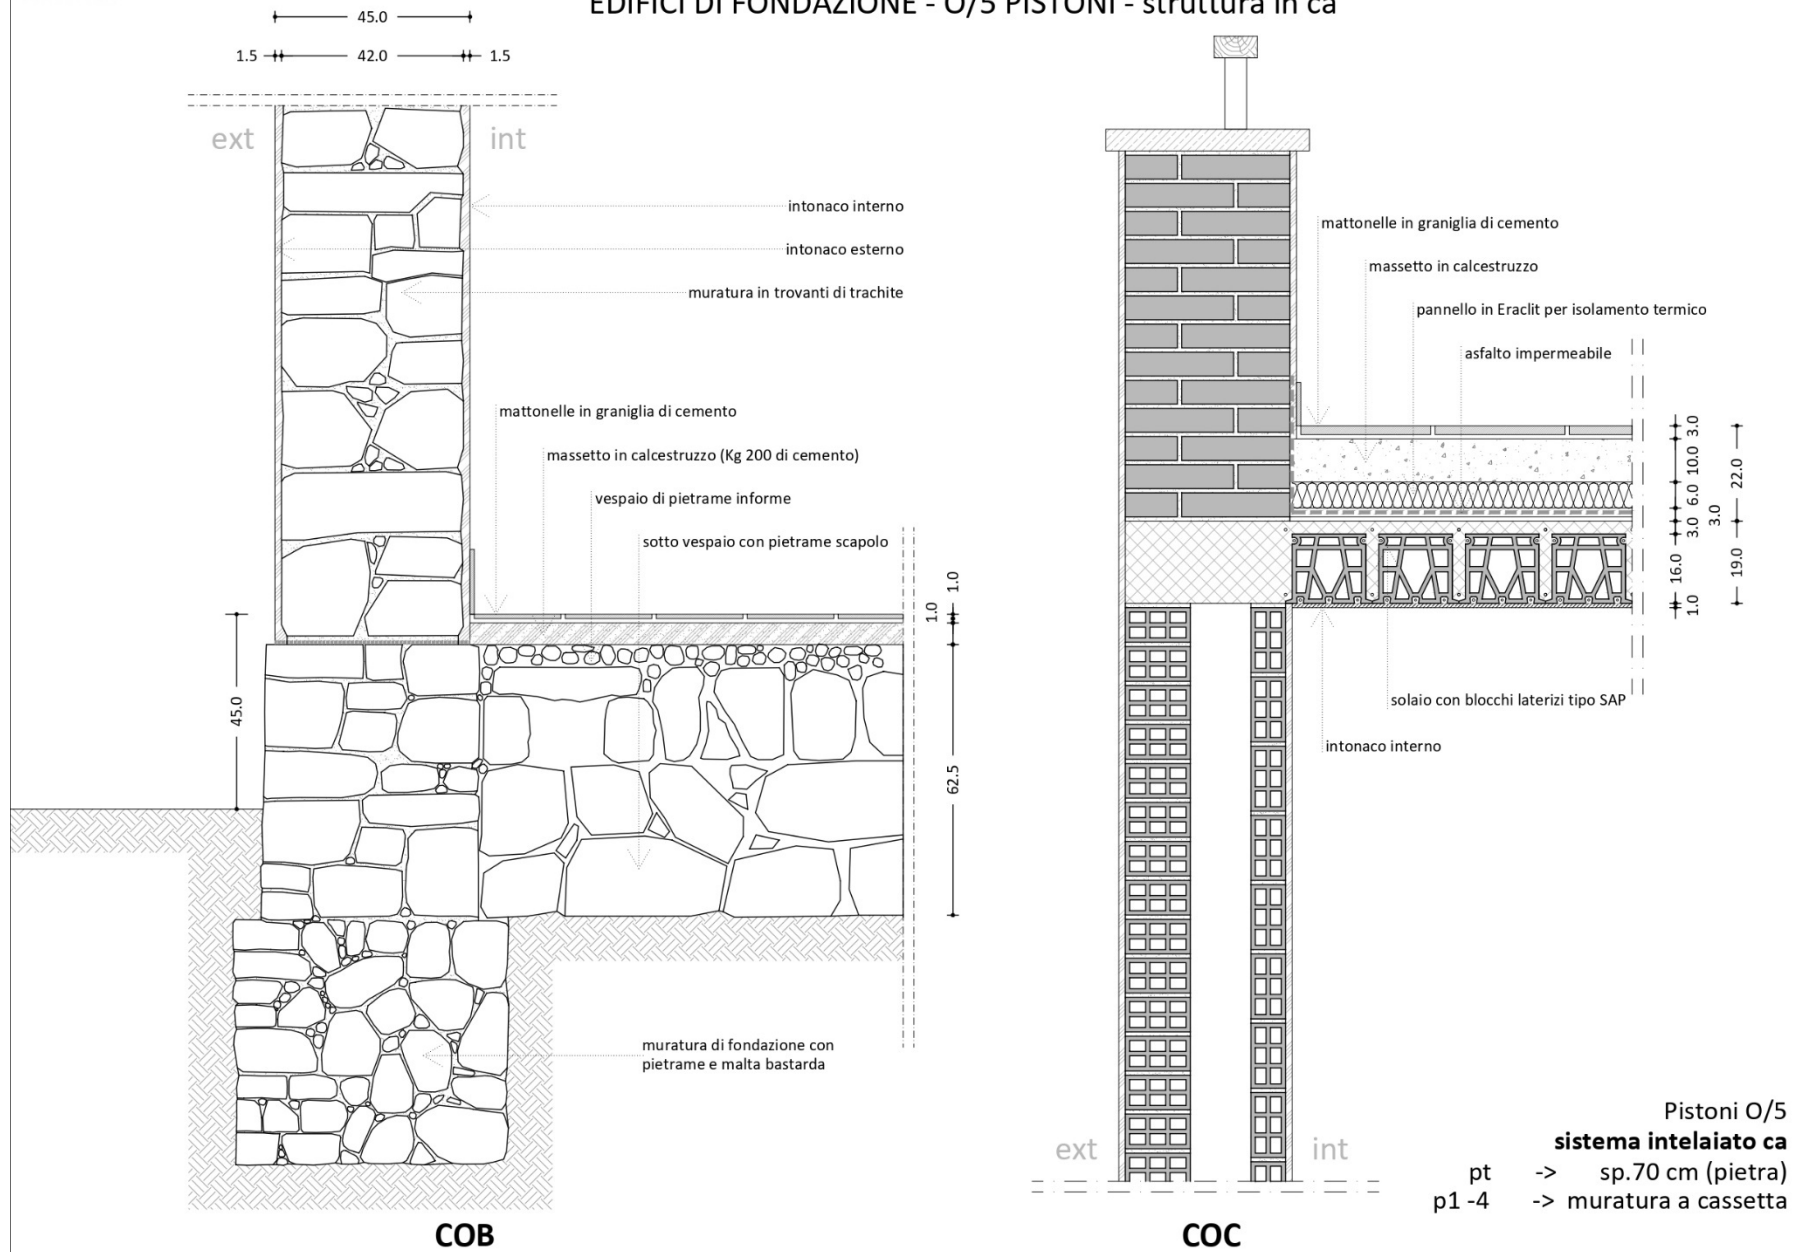 EDIFICI DI FONDAZIONE - O/5 PISTONI - struttura in ca
45.0
1.5 42.0 1.5
ext int
intonaco interno
intonaco esterno
muratura in trovanti di trachite
mattonelle in graniglia di cemento
massetto in calcestruzzo (Kg 200 di cemento)
vespaio di pietrame informe
sotto vespaio con pietrame scapolo
1.0
1.0
45.0
62.5
muratura di fondazione con
pietrame e malta bastarda
COB
mattonelle in graniglia di cemento
massetto in calcestruzzo
pannello in Eraclit per isolamento termico
asfalto impermeabile
3.0
10.0
22.0
6.0
3.0
3.0
16.0
19.0
1.0
solaio con blocchi laterizi tipo SAP
intonaco interno
ext int
COC
Pistoni O/5
sistema intelaiato ca
pt -> sp.70 cm (pietra)
p1 -4 -> muratura a cassetta